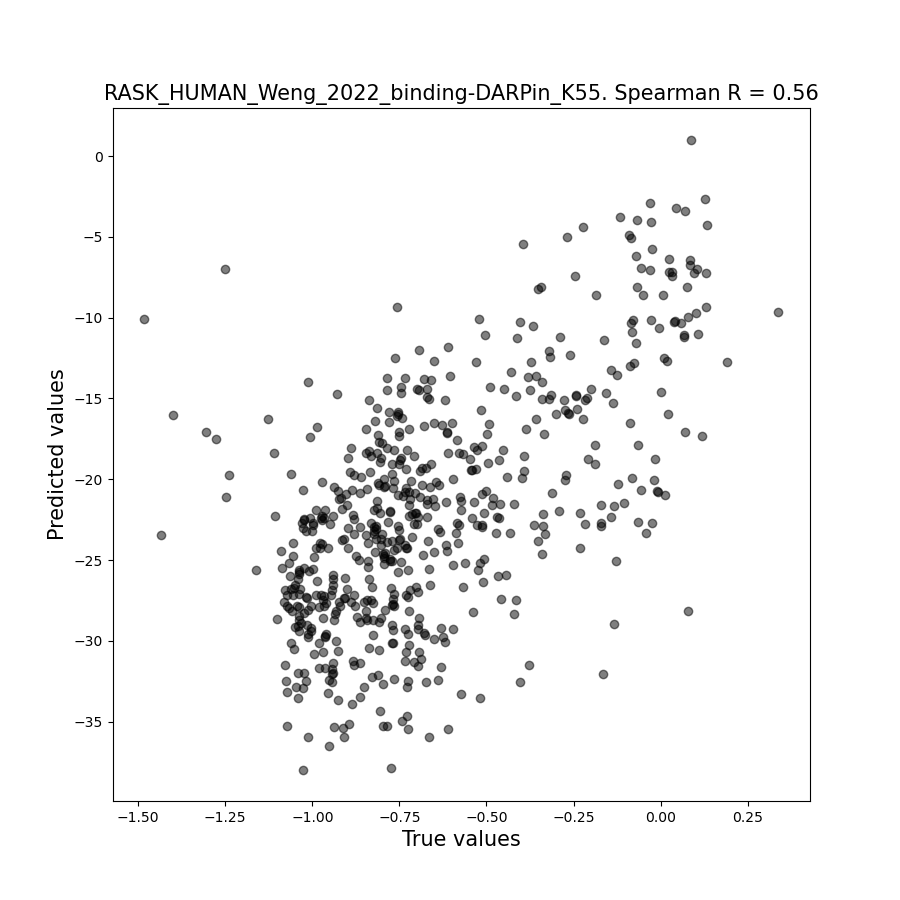 RASK_HUMAN_Weng_2022_binding-DARPin_K55. Spearman R = 0.56
Predicted values
0
−5
−10
−15
−20
−25
−30
−35
−1.50 −1.25 −1.00 −0.75 −0.50 −0.25 0.00 0.25
True values